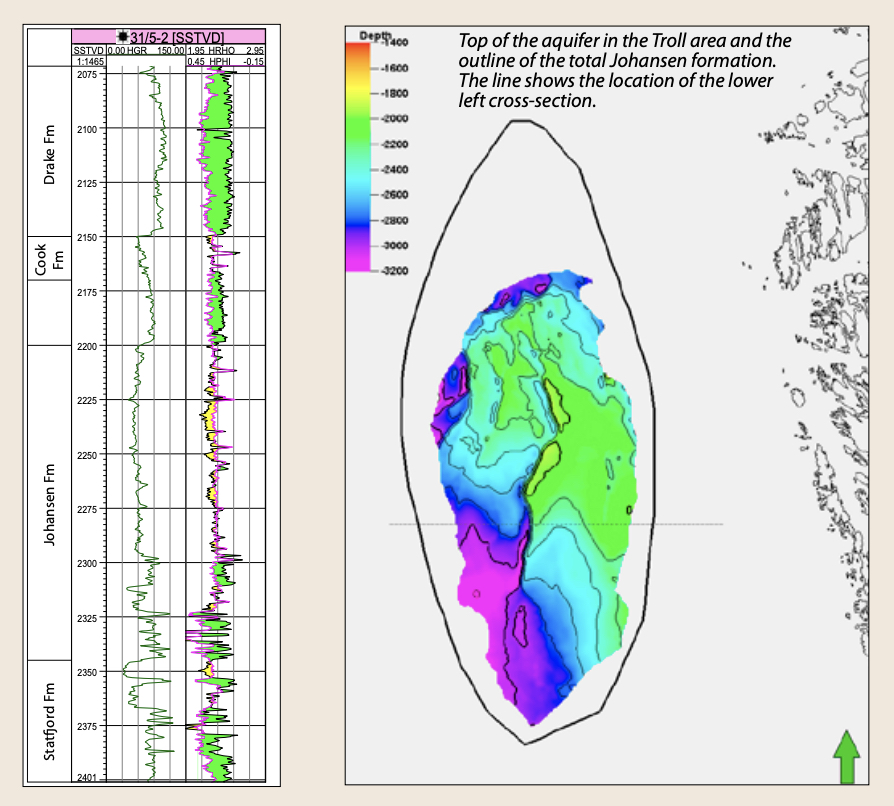 31/5-2 [SSTVD]
SSTVD 0.00 HGR 150.00 1.95 HRHO 2.95
1:1465 0.45 HPHI -0.15
2075
2100
2125
2150
2175
2200
2225
2250
2275
2300
2325
2350
2375
2401
Drake Fm
Cook
Fm
Johansen Fm
Statfjord Fm
Depth
-1400
-1600
-1800
-2000
-2200
-2400
-2600
-2800
-3000
-3200
Top of the aquifer in the Troll area and the
outline of the total Johansen formation.
The line shows the location of the lower
left cross-section.